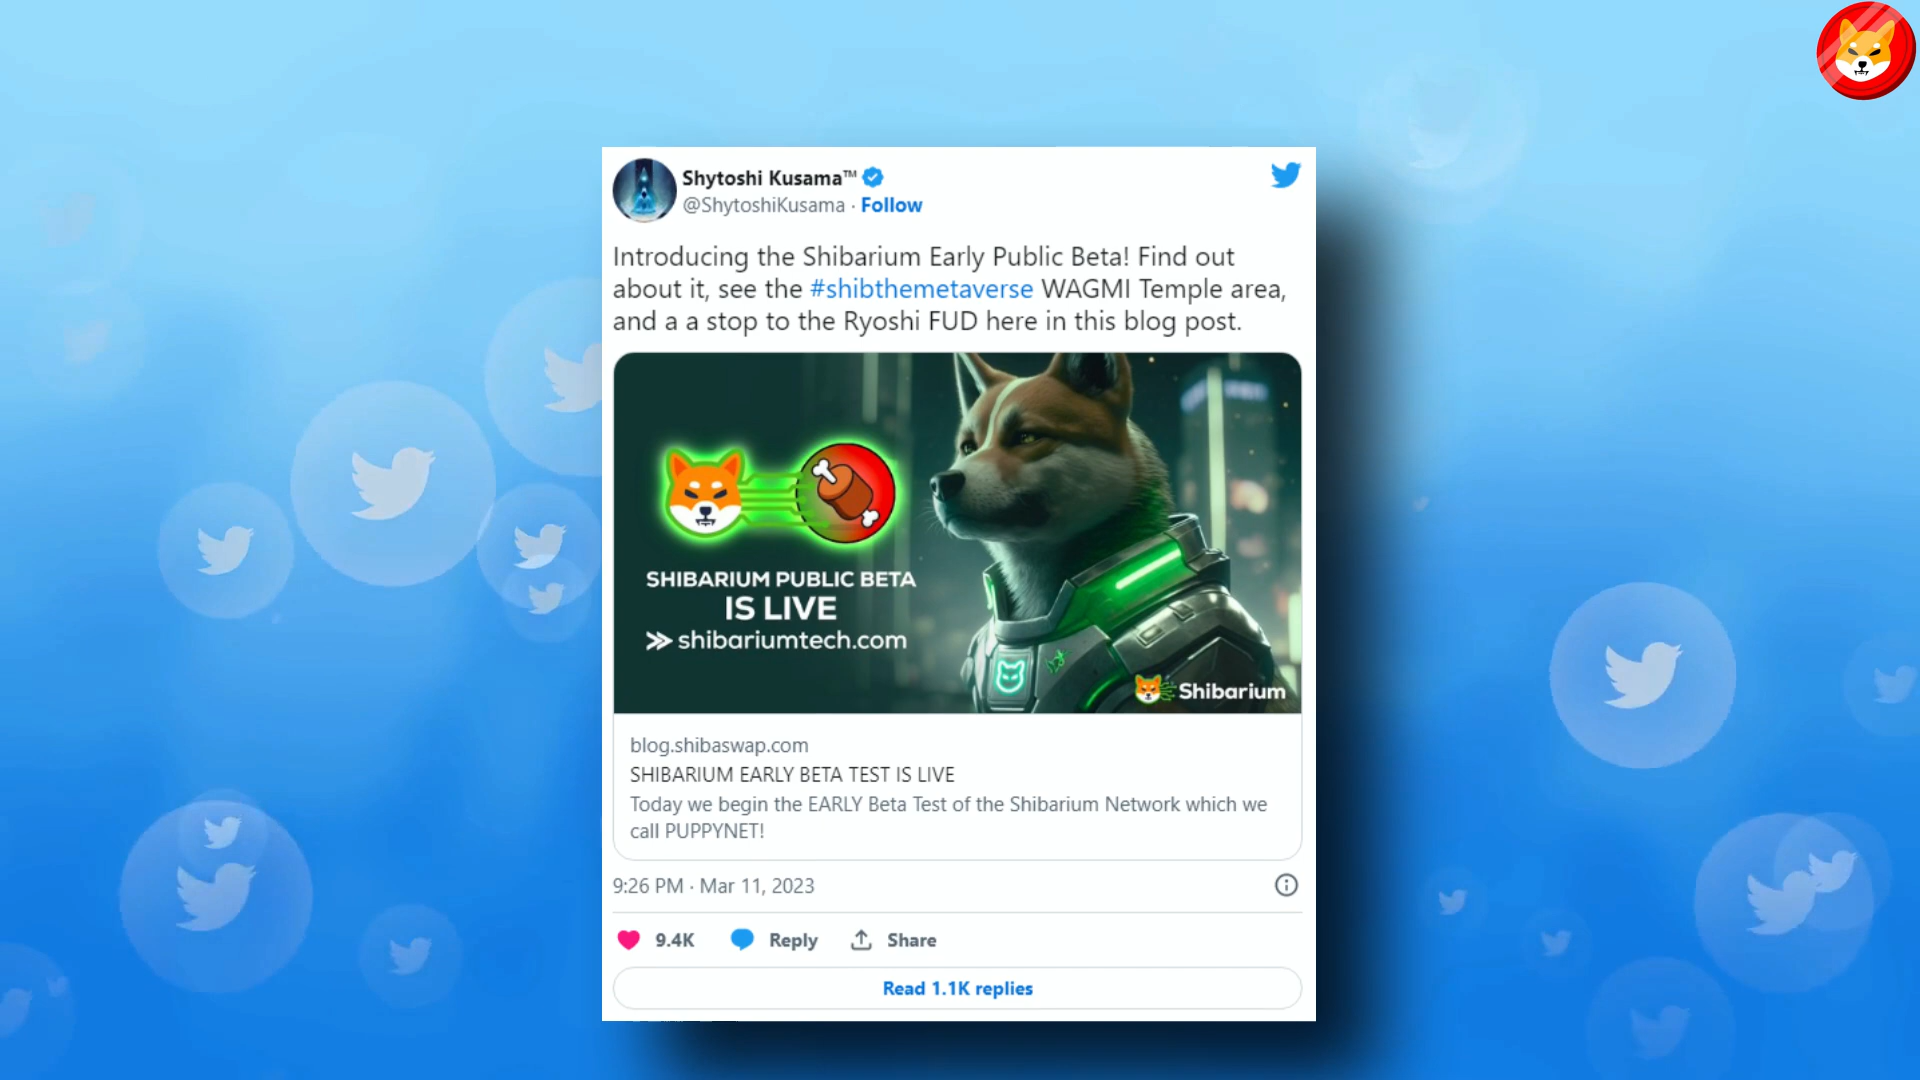 Shytoshi Kusama™
@ShytoshiKusama · Follow
Introducing the Shibarium Early Public Beta! Find out
about it, see the #shibthemetaverse WAGMI Temple area,
and a a stop to the Ryoshi FUD here in this blog post.
SHIBARIUM PUBLIC BETA
IS LIVE
shibariumtech.com
Shibarium
blog.shibaswap.com
SHIBARIUM EARLY BETA TEST IS LIVE
Today we begin the EARLY Beta Test of the Shibarium Network which we
call PUPPYNET!
9:26 PM · Mar 11, 2023
9.4K Reply Share
Read 1.1K replies